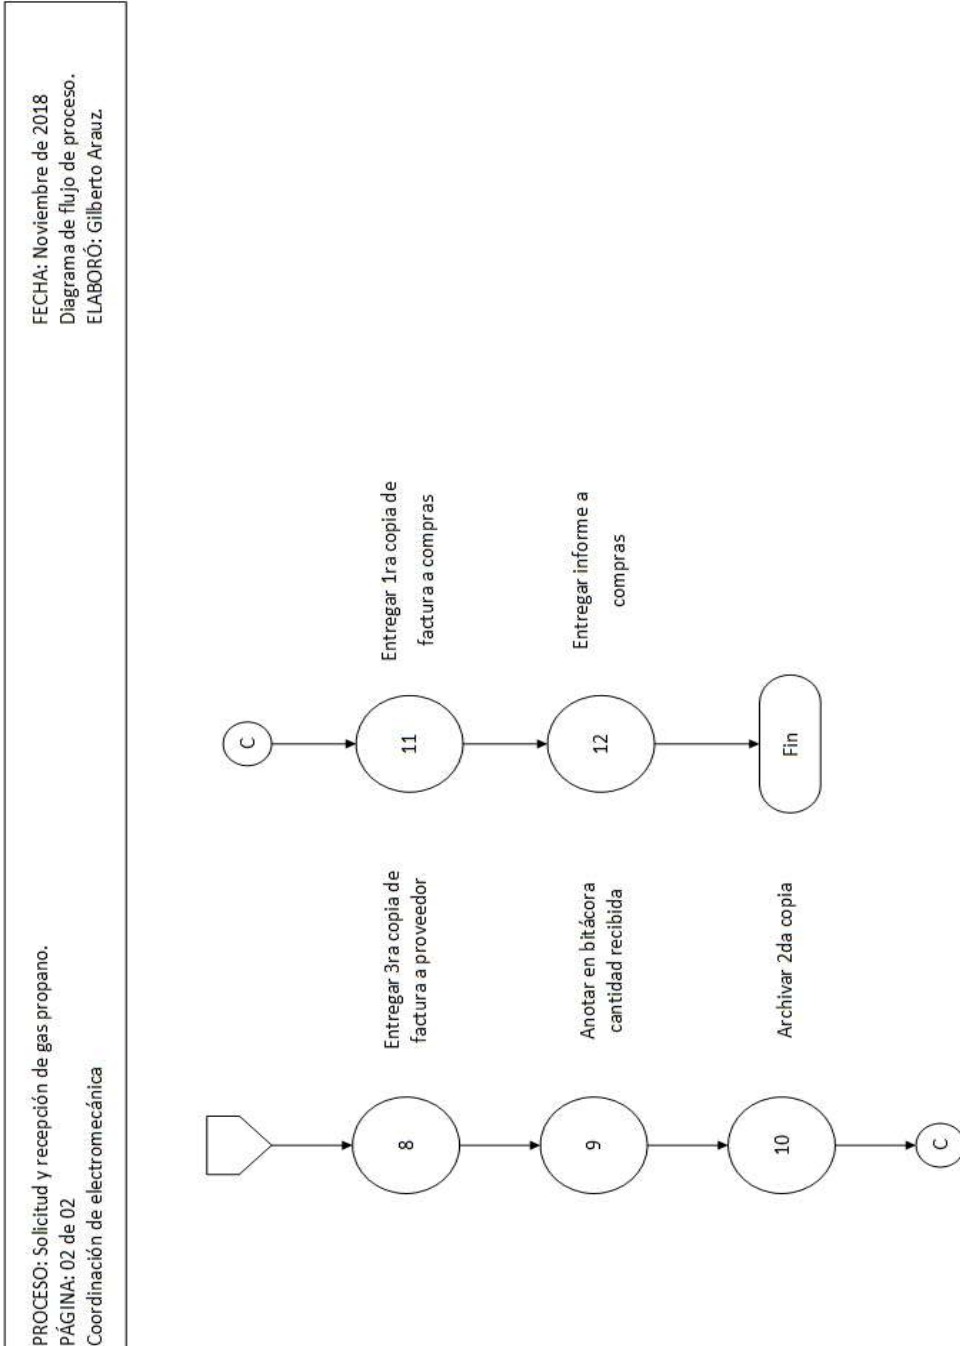 PROCESO: Solicitud y recepción de gas propano.
PÁGINA: 02 de 02
Coordinación de electromecánica
FECHA: Noviembre de 2018
Diagrama de flujo de proceso.
ELABORÓ: Gilberto Arauz.
8
Entregar 3ra copia de
factura a proveedor
9
Anotar en bitácora
cantidad recibida
10
Archivar 2da copia
C
C
11
Entregar 1ra copia de
factura a compras
12
Entregar informe a
compras
Fin